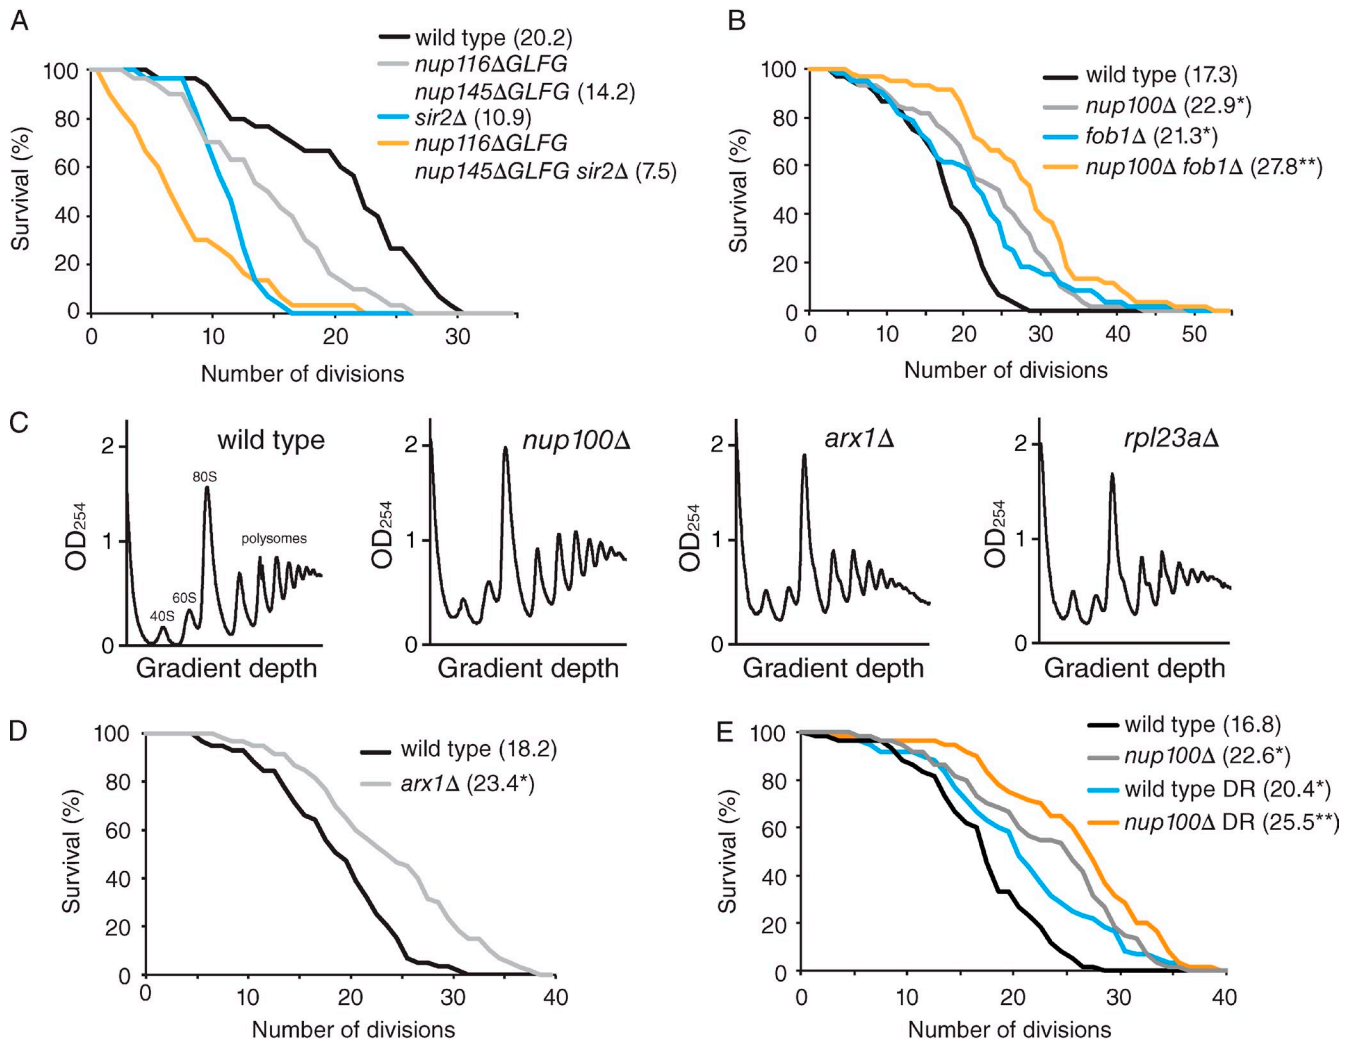 A
wild type (20.2)
nup116ΔGLFG
nup145ΔGLFG (14.2)
sir2Δ (10.9)
nup116ΔGLFG
nup145ΔGLFG sir2Δ (7.5)
Survival (%)
100
80
60
40
20
0
0 10 20 30
Number of divisions
B
wild type (17.3)
nup100Δ (22.9*)
fob1Δ (21.3*)
nup100Δ fob1Δ (27.8**)
Survival (%)
100
80
60
40
20
0
0 10 20 30 40 50
Number of divisions
C
wild type
OD254
2
1
0
40S
60S
80S
polysomes
Gradient depth
nup100Δ
OD254
2
1
0
Gradient depth
arx1Δ
OD254
2
1
0
Gradient depth
rpl23aΔ
OD254
2
1
0
Gradient depth
D
wild type (18.2)
arx1Δ (23.4*)
Survival (%)
100
80
60
40
20
0
0 10 20 30 40
Number of divisions
E
wild type (16.8)
nup100Δ (22.6*)
wild type DR (20.4*)
nup100Δ DR (25.5**)
Survival (%)
100
80
60
40
20
0
0 10 20 30 40
Number of divisions